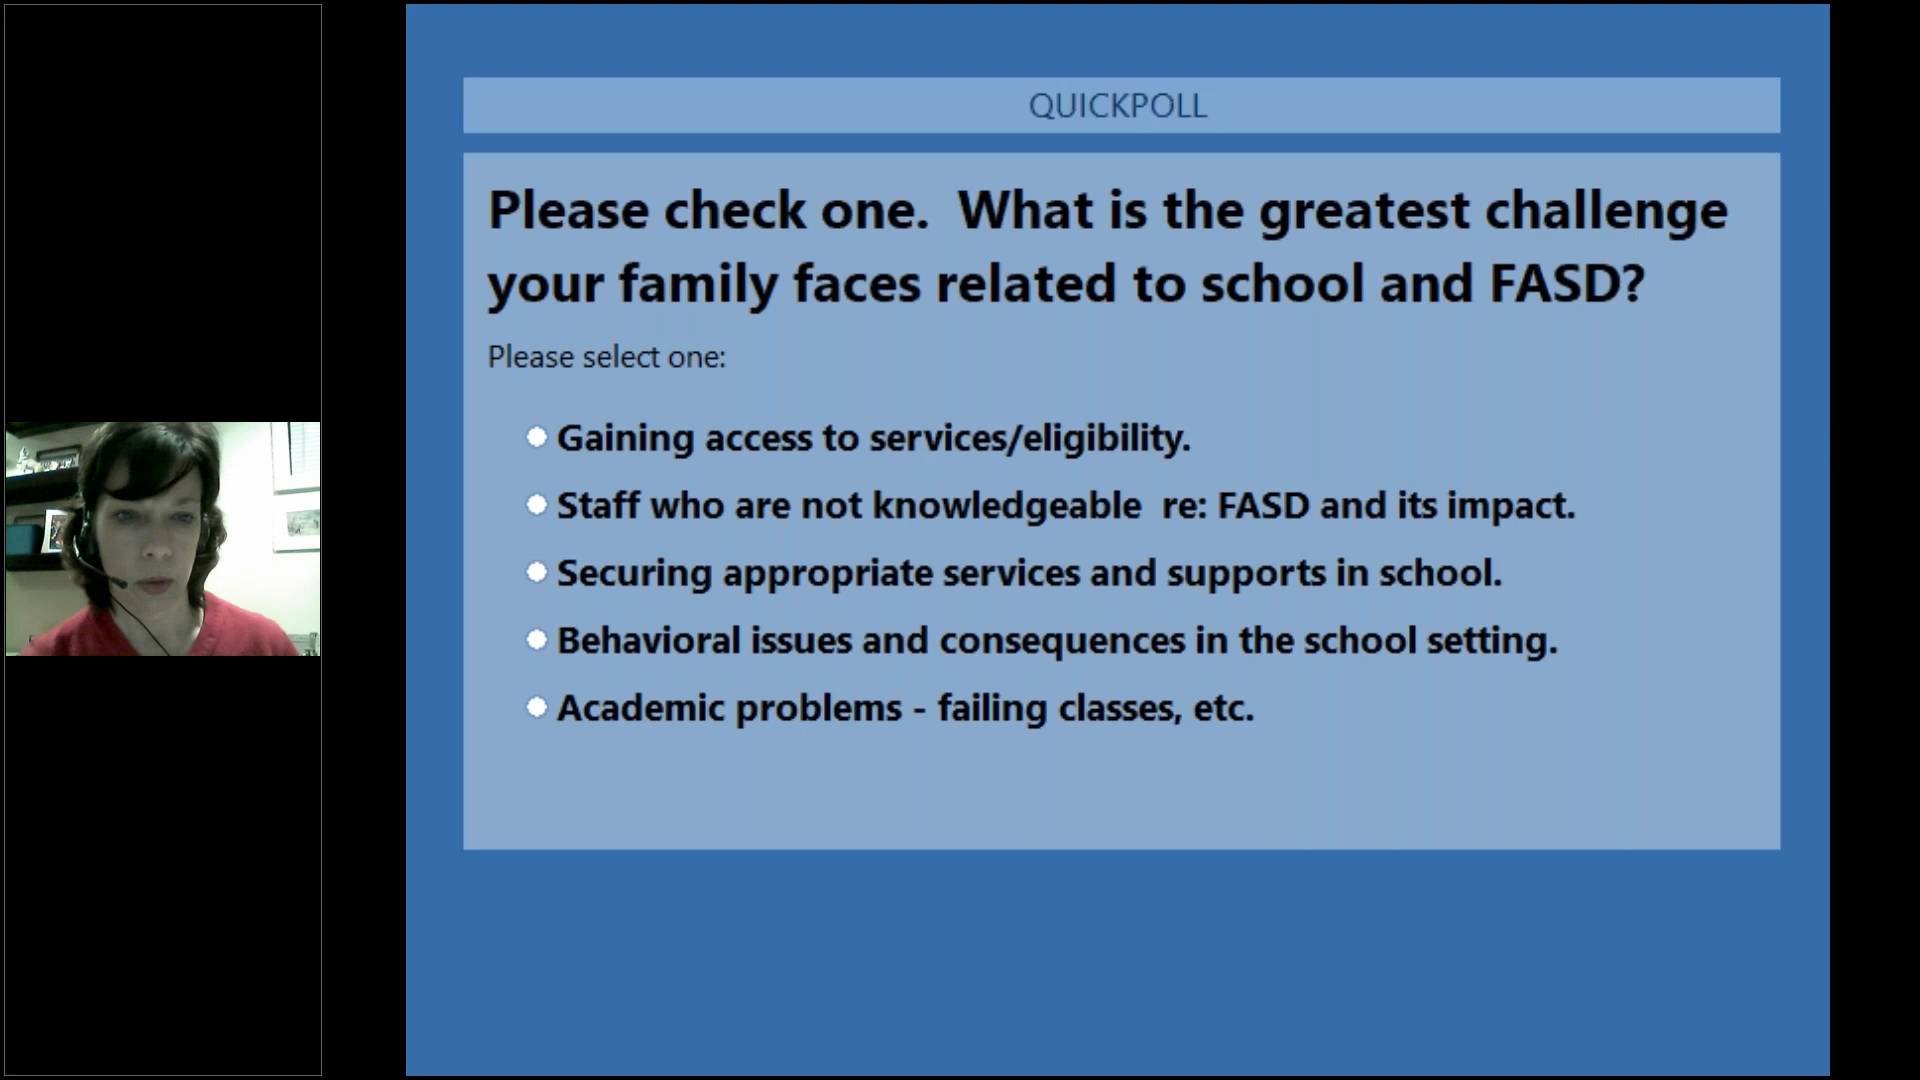 QUICKPOLL
Please check one.  What is the greatest challenge
your family faces related to school and FASD?
Please select one:
Gaining access to services/eligibility.
Staff who are not knowledgeable  re: FASD and its impact.
Securing appropriate services and supports in school.
Behavioral issues and consequences in the school setting.
Academic problems - failing classes, etc.